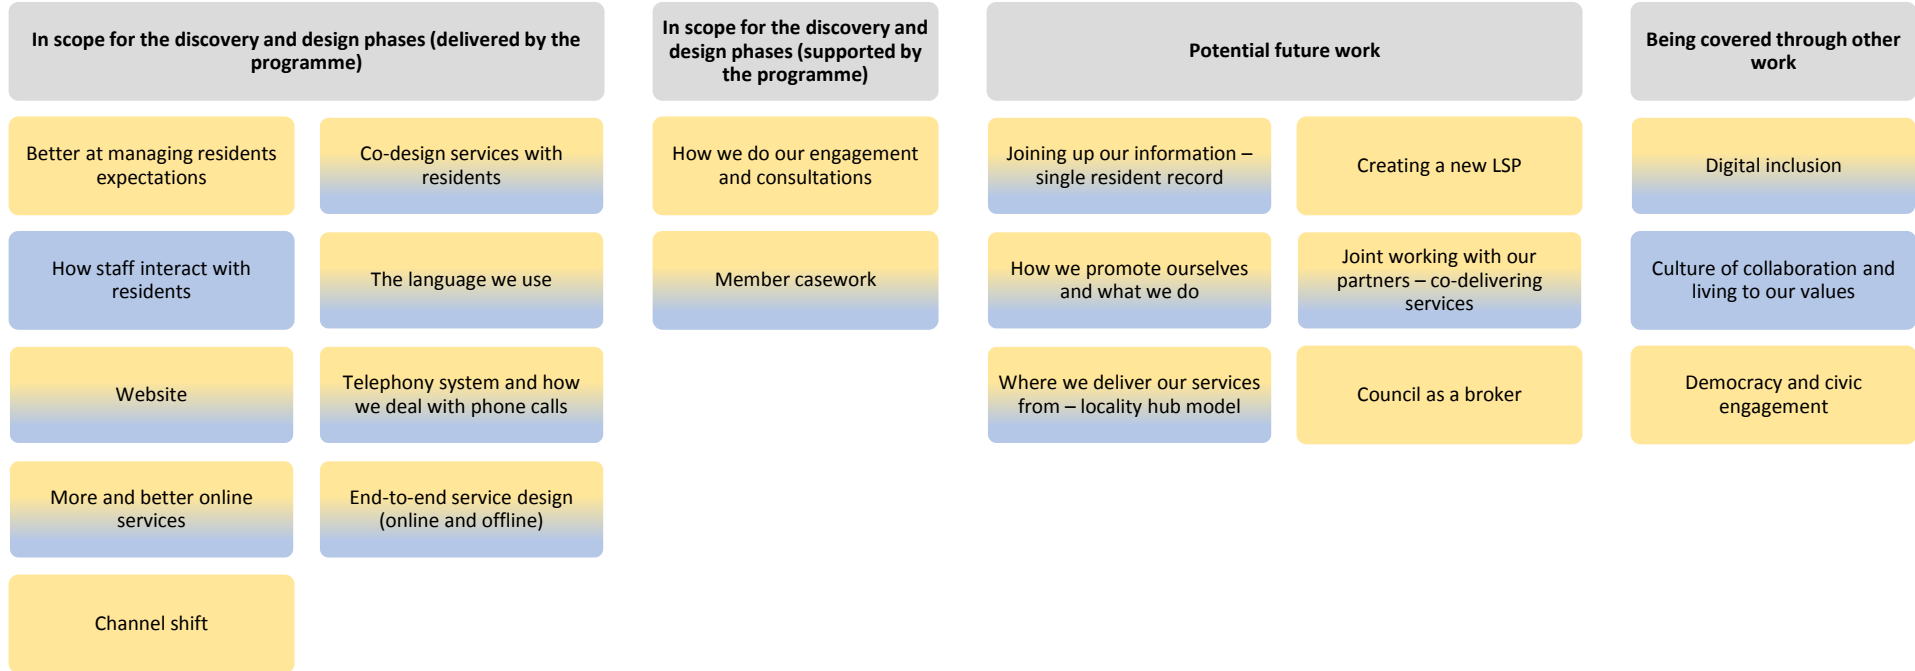 In scope for the discovery and design phases (delivered by the
programme)
Better at managing residents
expectations
Co-design services with
residents
How staff interact with
residents
The language we use
Website
Telephony system and how
we deal with phone calls
More and better online
services
End-to-end service design
(online and offline)
Channel shift
In scope for the discovery and
design phases (supported by
the programme)
How we do our engagement
and consultations
Member casework
Potential future work
Joining up our information –
single resident record
Creating a new LSP
How we promote ourselves
and what we do
Joint working with our
partners – co-delivering
services
Where we deliver our services
from – locality hub model
Council as a broker
Being covered through other
work
Digital inclusion
Culture of collaboration and
living to our values
Democracy and civic
engagement